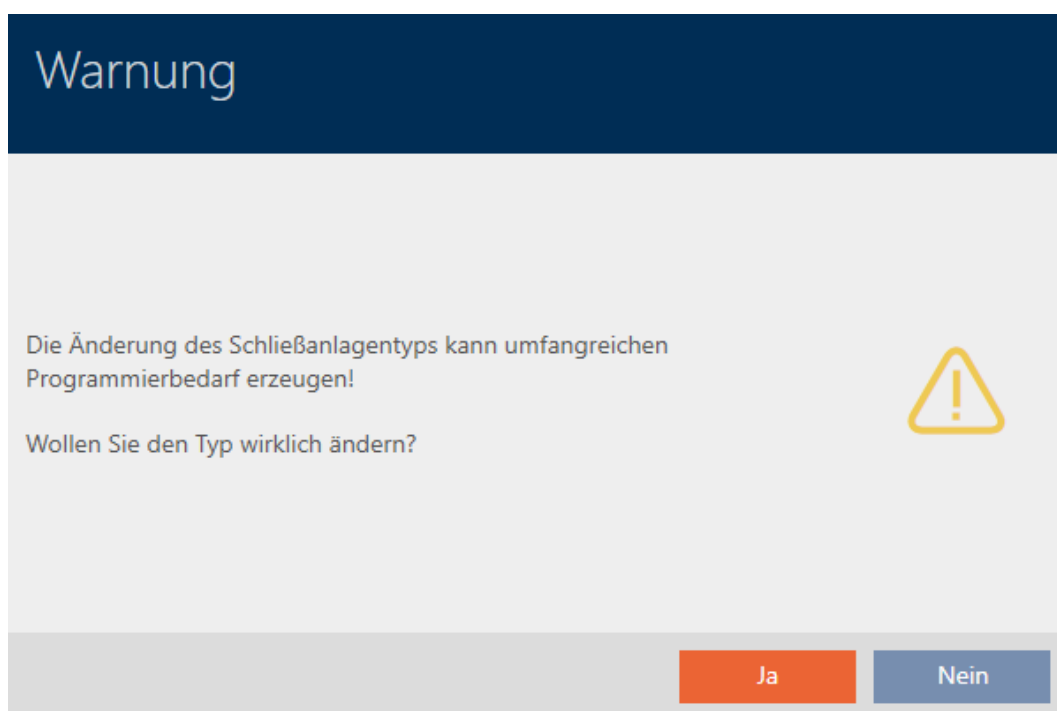 Warnung
Die Änderung des Schließanlagentyps kann umfangreichen
Programmierbedarf erzeugen!
Wollen Sie den Typ wirklich ändern?
Ja
Nein